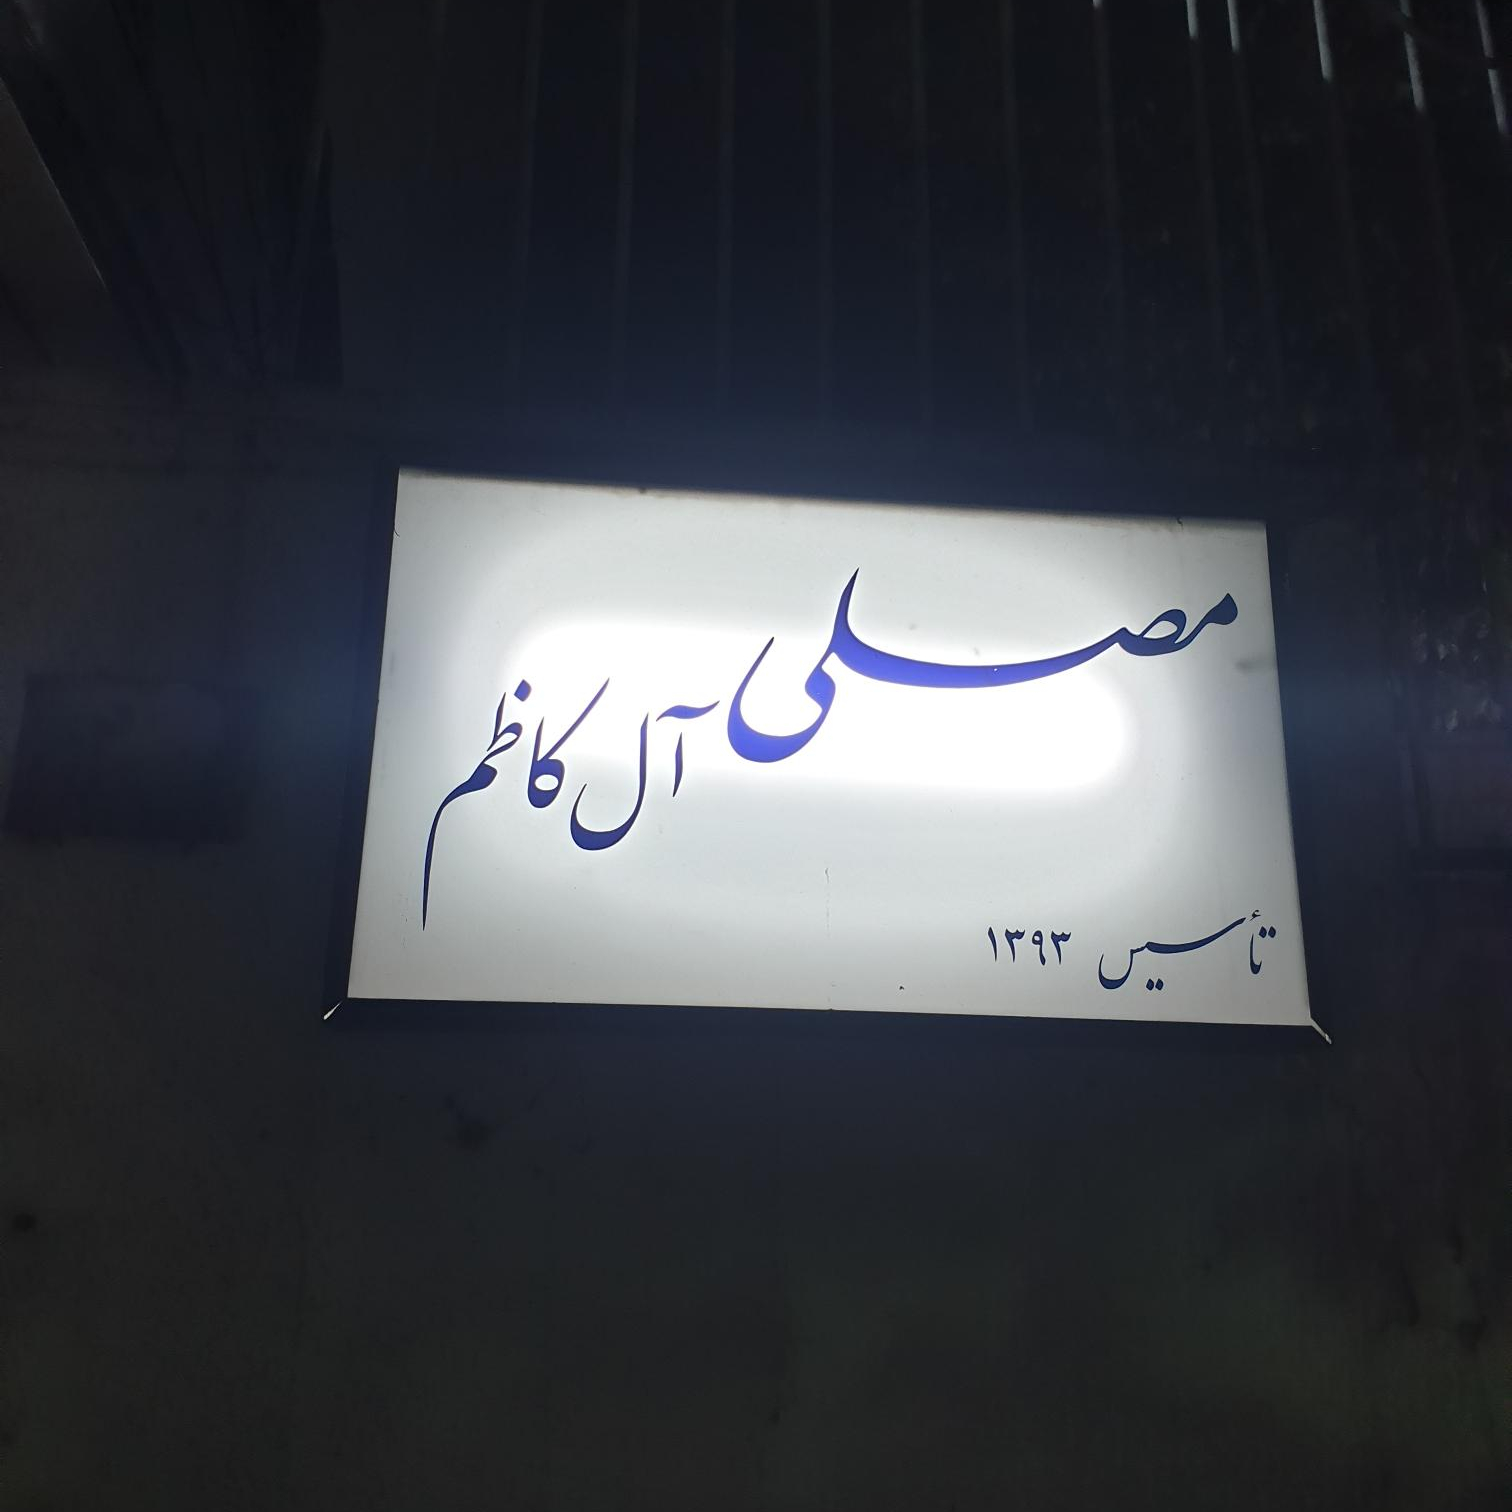 مصلی آل کاظم
تأسیس ۱۳۹۳